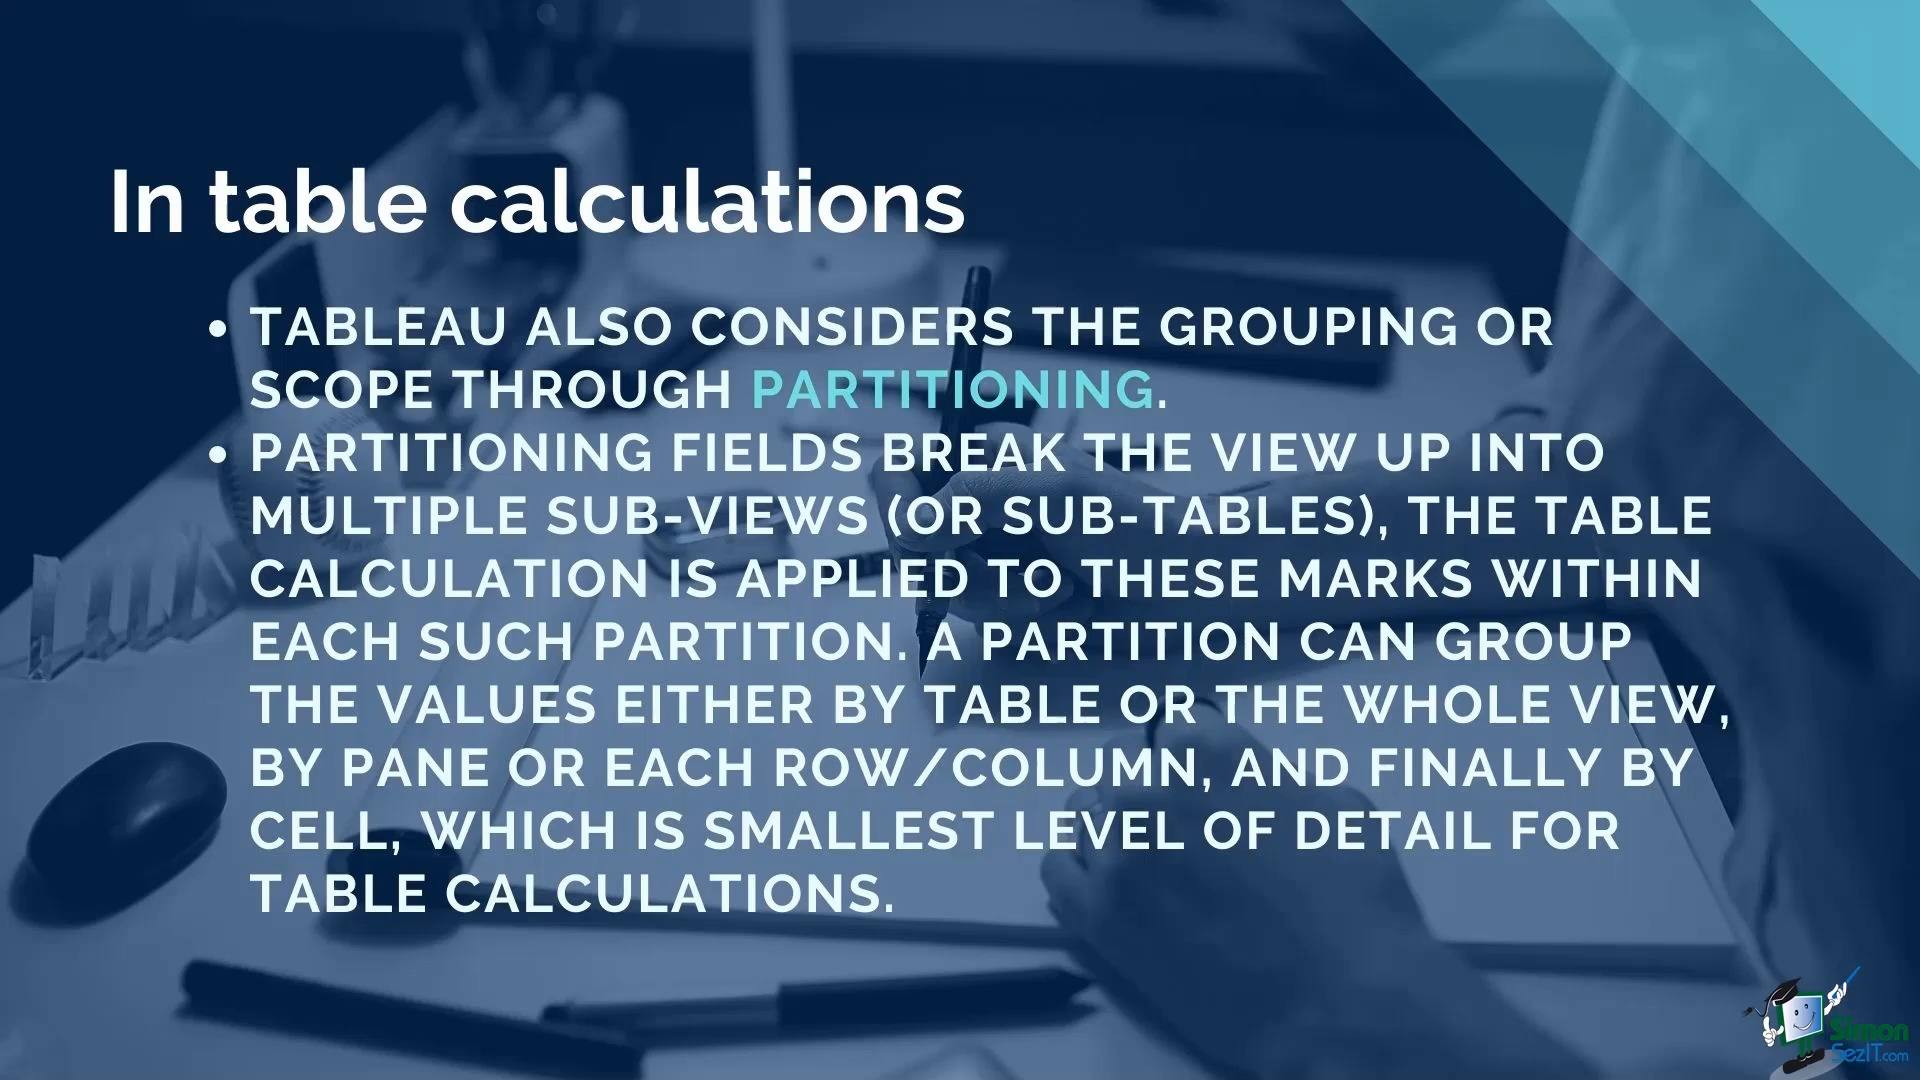 In table calculations
• TABLEAU ALSO CONSIDERS THE GROUPING OR
SCOPE THROUGH PARTITIONING.
• PARTITIONING FIELDS BREAK THE VIEW UP INTO
MULTIPLE SUB-VIEWS (OR SUB-TABLES), THE TABLE
CALCULATION IS APPLIED TO THESE MARKS WITHIN
EACH SUCH PARTITION. A PARTITION CAN GROUP
THE VALUES EITHER BY TABLE OR THE WHOLE VIEW,
BY PANE OR EACH ROW/COLUMN, AND FINALLY BY
CELL, WHICH IS SMALLEST LEVEL OF DETAIL FOR
TABLE CALCULATIONS.
Simon
SezIT.com